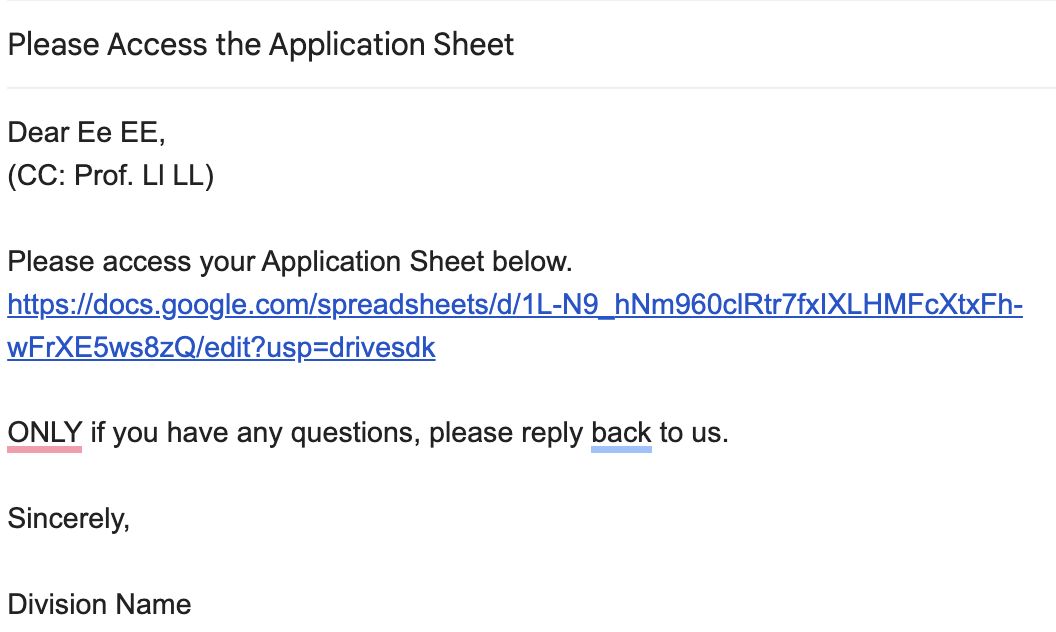 Please Access the Application Sheet
Dear Ee EE,
(CC: Prof. Ll LL)
Please access your Application Sheet below.
https://docs.google.com/spreadsheets/d/1L-N9_hNm960clRtr7fxIXLHMFcXtxFh-
wFrXE5ws8zQ/edit?usp=drivesdk
ONLY if you have any questions, please reply back to us.
Sincerely,
Division Name